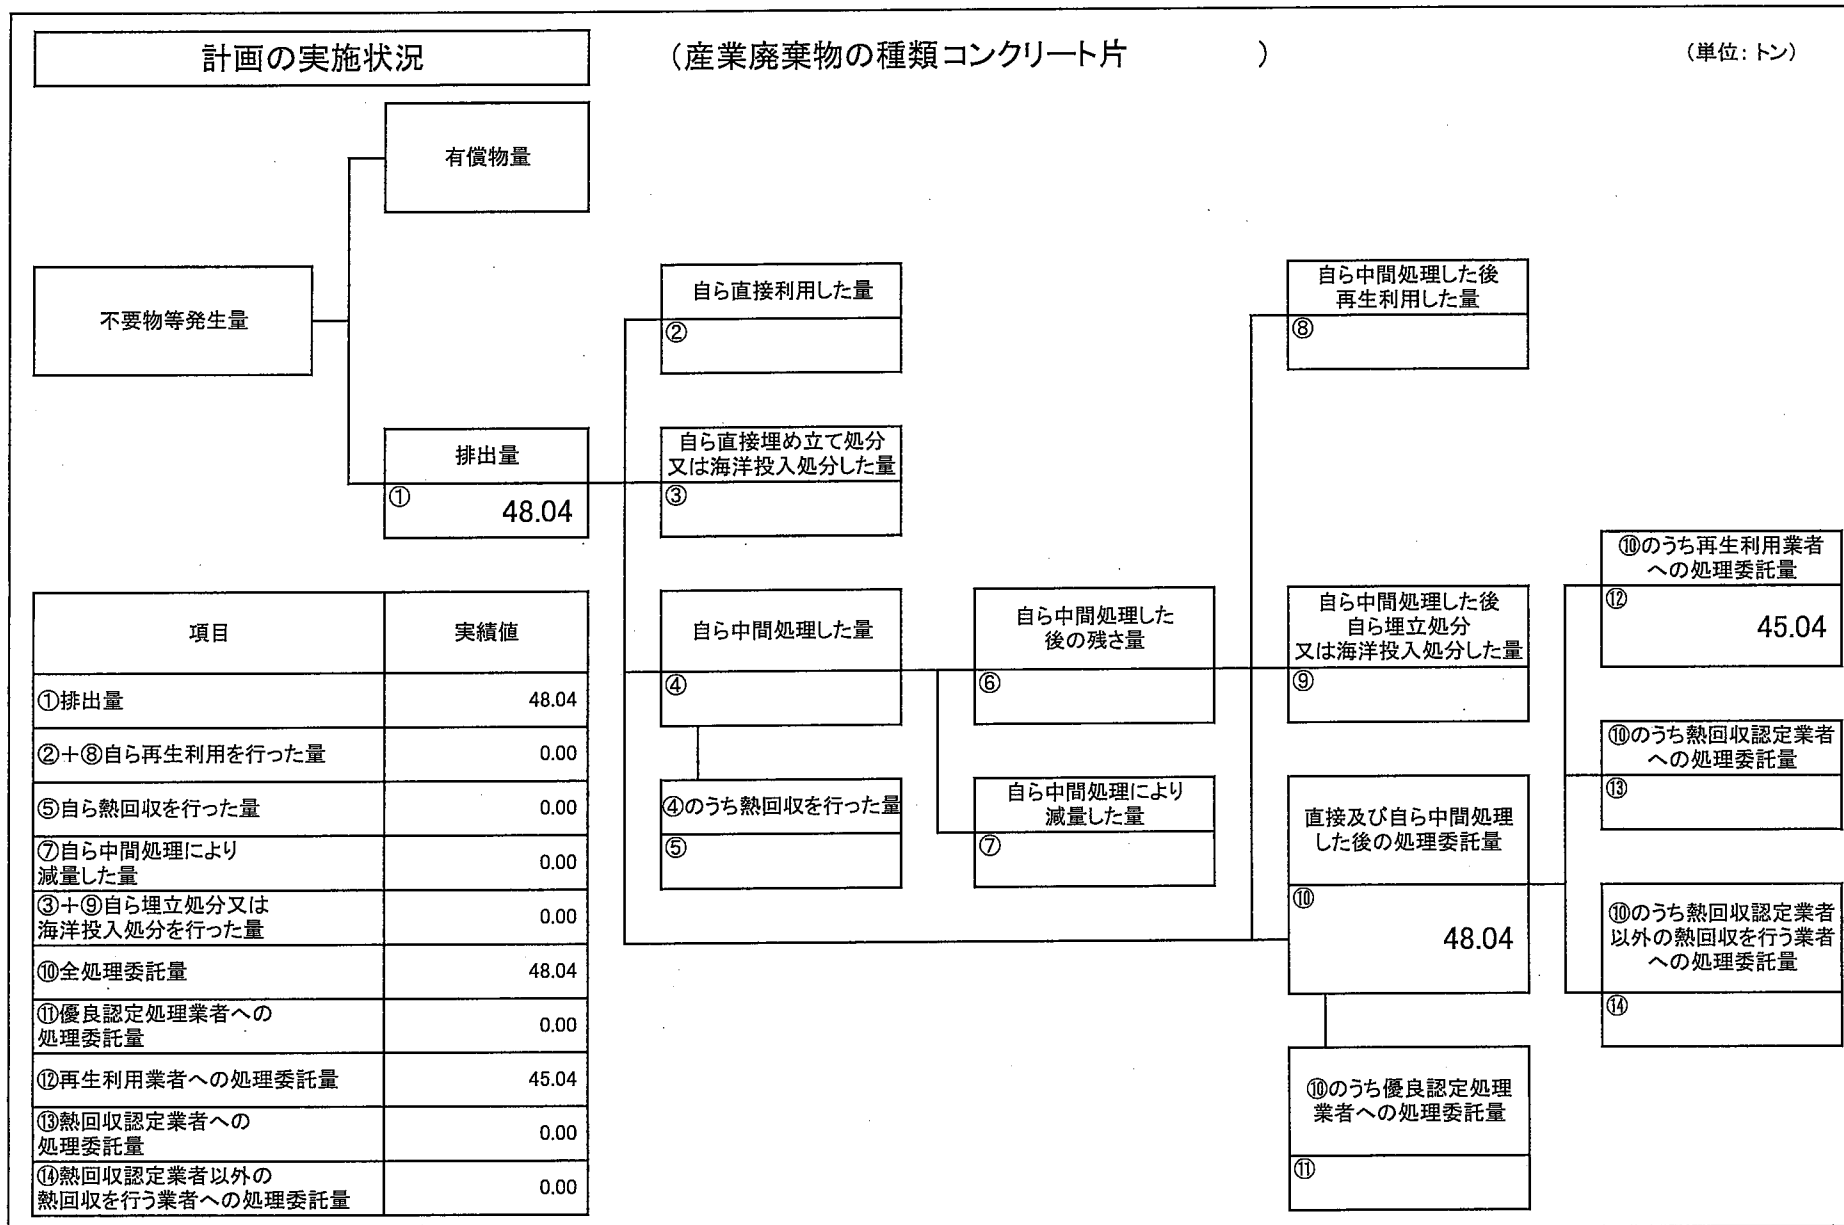 計画の実施状況
（産業廃棄物の種類コンクリート片　　　　　）
（単位：トン）
有償物量
不要物等発生量
排出量
①
48.04
自ら直接利用した量
②
自ら直接埋め立て処分
又は海洋投入処分した量
③
自ら中間処理した量
④
④のうち熱回収を行った量
⑤
自ら中間処理した
後の残さ量
⑥
自ら中間処理により
減量した量
⑦
自ら中間処理した後
再生利用した量
⑧
自ら中間処理した後
自ら埋立処分
又は海洋投入処分した量
⑨
直接及び自ら中間処理
した後の処理委託量
⑩
48.04
⑩のうち優良認定処理
業者への処理委託量
⑪
⑩のうち再生利用業者
への処理委託量
⑫
45.04
⑩のうち熱回収認定業者
への処理委託量
⑬
⑩のうち熱回収認定業者
以外の熱回収を行う業者
への処理委託量
⑭
項目 実績値
①排出量 48.04
②＋⑧自ら再生利用を行った量 0.00
⑤自ら熱回収を行った量 0.00
⑦自ら中間処理により
減量した量 0.00
③＋⑨自ら埋立処分又は
海洋投入処分を行った量 0.00
⑩全処理委託量 48.04
⑪優良認定処理業者への
処理委託量 0.00
⑫再生利用業者への処理委託量 45.04
⑬熱回収認定業者への
処理委託量 0.00
⑭熱回収認定業者以外の
熱回収を行う業者への処理委託量 0.00